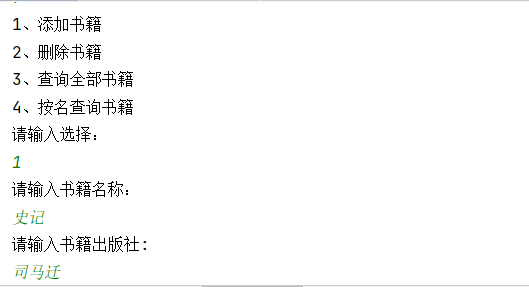 1、添加书籍
2、删除书籍
3、查询全部书籍
4、按名查询书籍
请输入选择：
1
请输入书籍名称：
史记
请输入书籍出版社：
司马迁